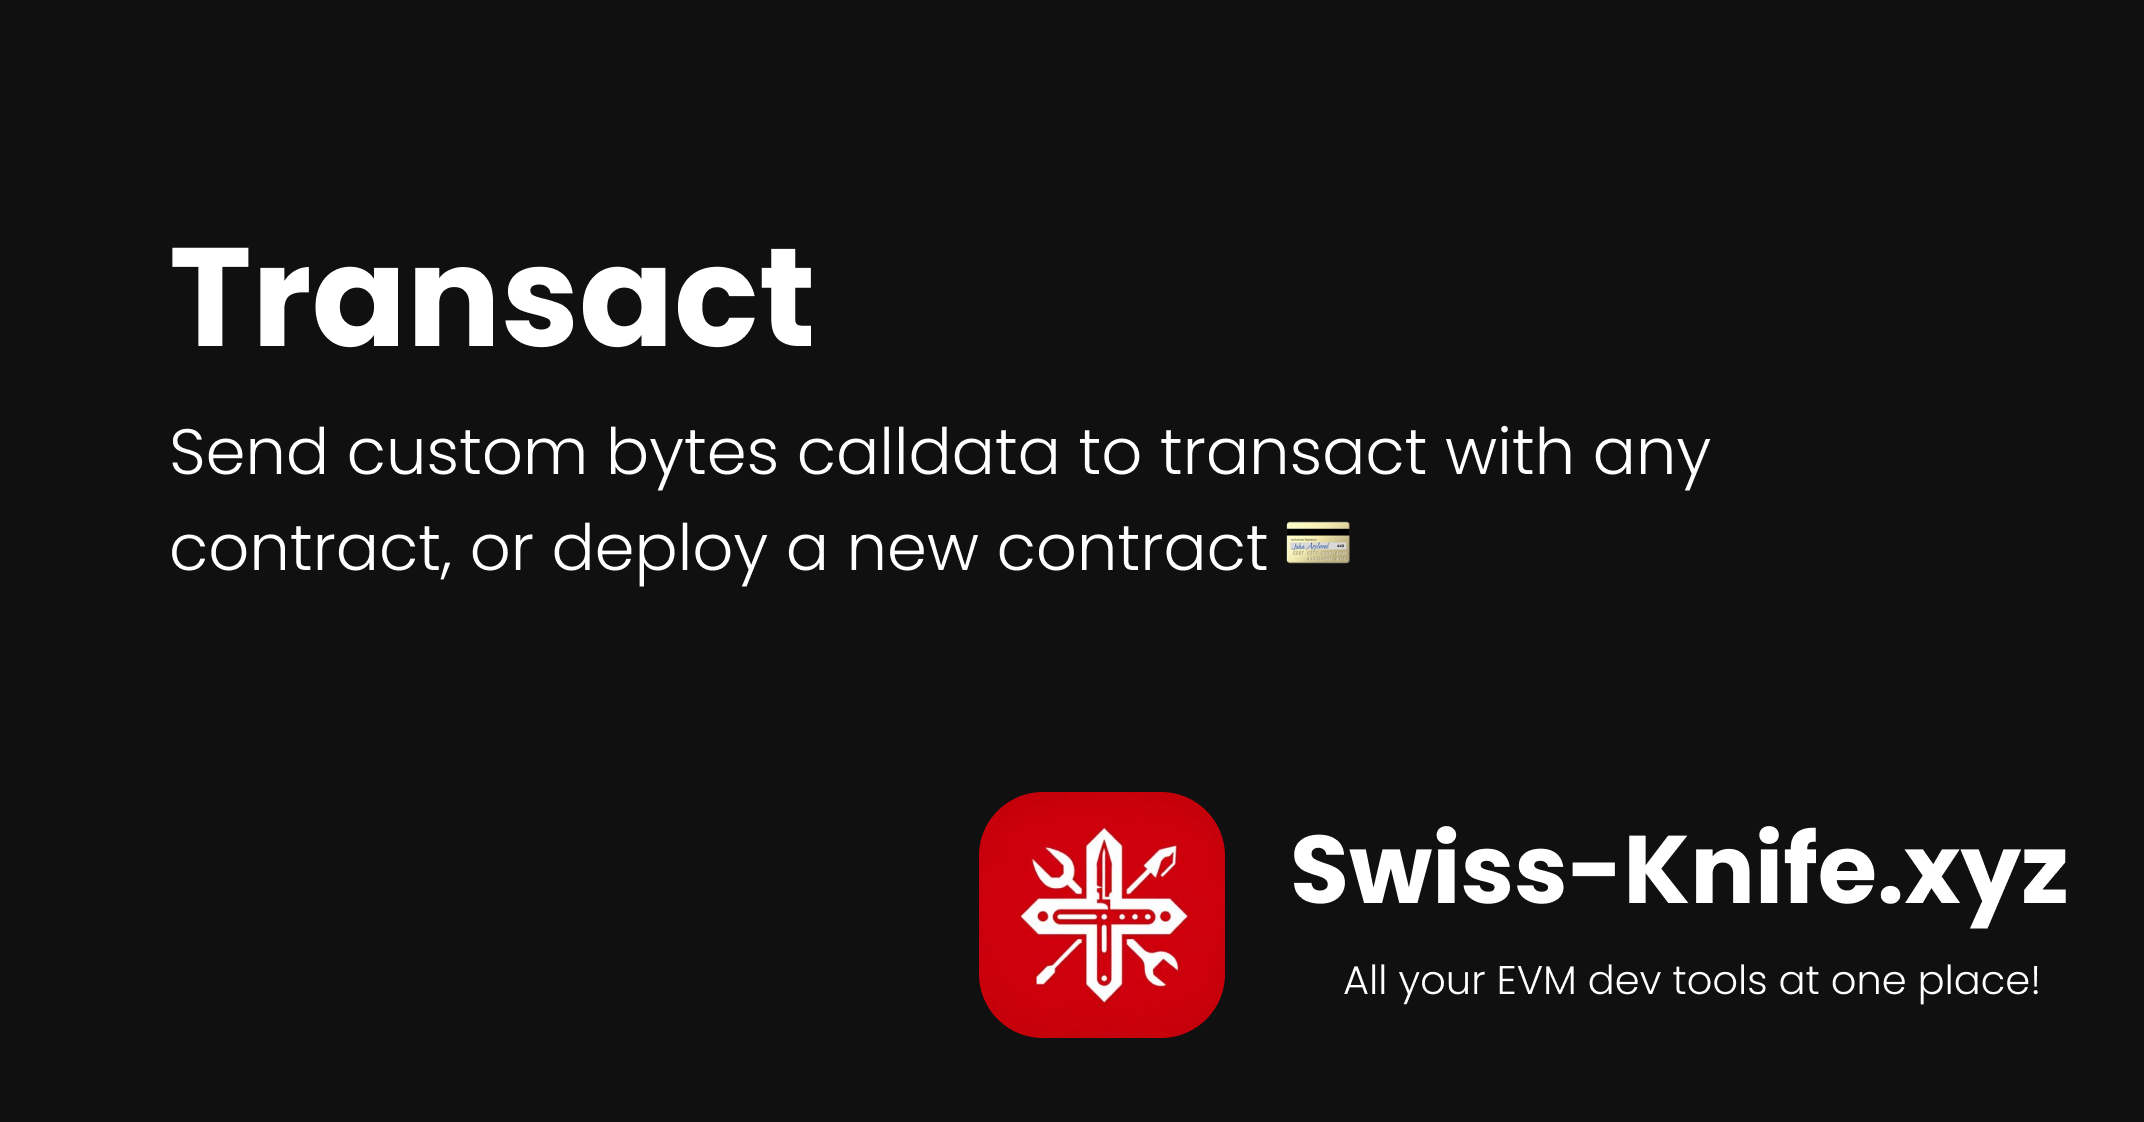 Transact
Send custom bytes calldata to transact with any
contract, or deploy a new contract 💳
Swiss-Knife.xyz
All your EVM dev tools at one place!